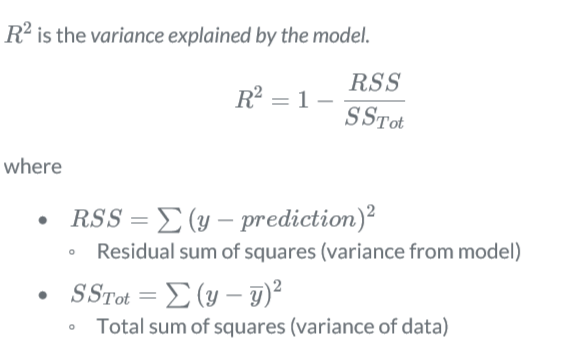 R² is the variance explained by the model.
R² = 1 − RSS / SS_Tot
where
• RSS = ∑ (y − prediction)²
◦ Residual sum of squares (variance from model)
• SS_Tot = ∑ (y − ȳ)²
◦ Total sum of squares (variance of data)